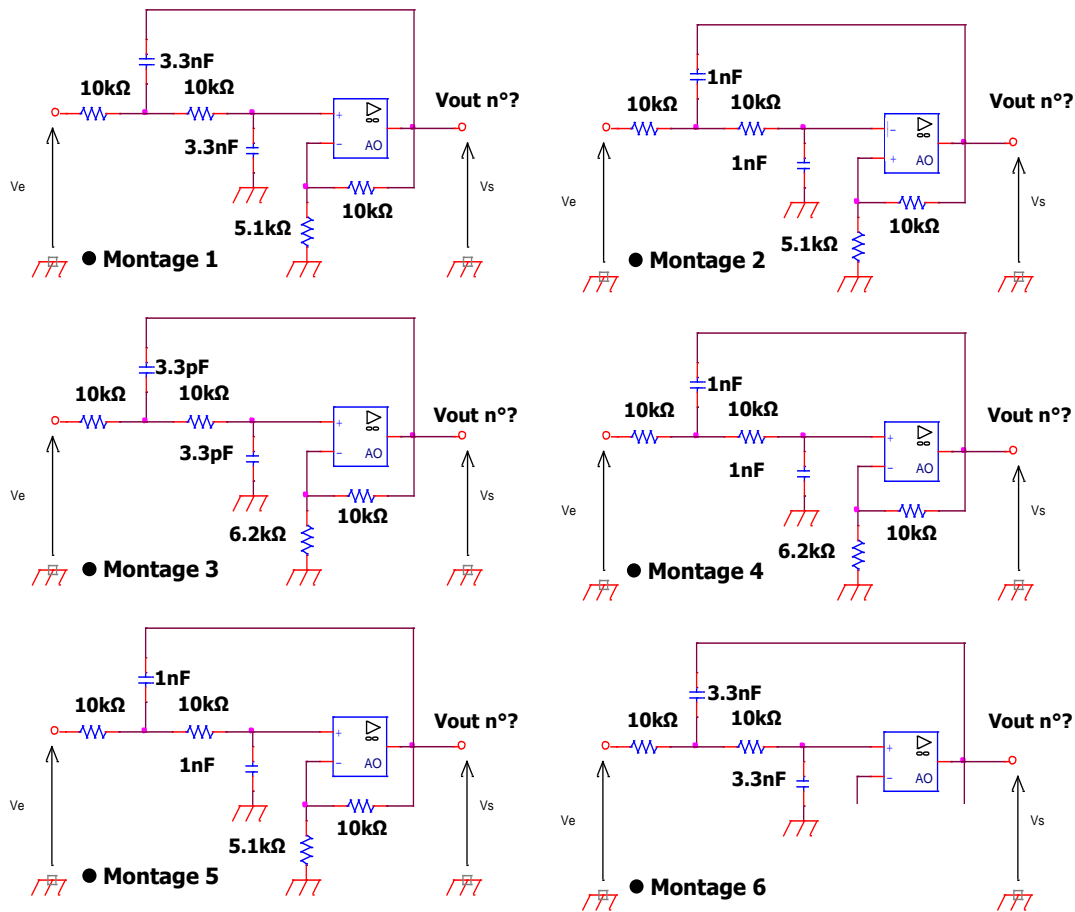 3.3nF
10kΩ
10kΩ
Vout n°?
+
-
AO
3.3nF
10kΩ
5.1kΩ
Ve
Vs
● Montage 1
1nF
10kΩ
10kΩ
Vout n°?
-
+
AO
1nF
10kΩ
5.1kΩ
Ve
Vs
● Montage 2
3.3pF
10kΩ
10kΩ
Vout n°?
+
-
AO
3.3pF
10kΩ
6.2kΩ
Ve
Vs
● Montage 3
1nF
10kΩ
10kΩ
Vout n°?
+
-
AO
1nF
10kΩ
6.2kΩ
Ve
Vs
● Montage 4
1nF
10kΩ
10kΩ
Vout n°?
+
-
AO
1nF
10kΩ
5.1kΩ
Ve
Vs
● Montage 5
3.3nF
10kΩ
10kΩ
Vout n°?
+
-
AO
3.3nF
Ve
Vs
● Montage 6